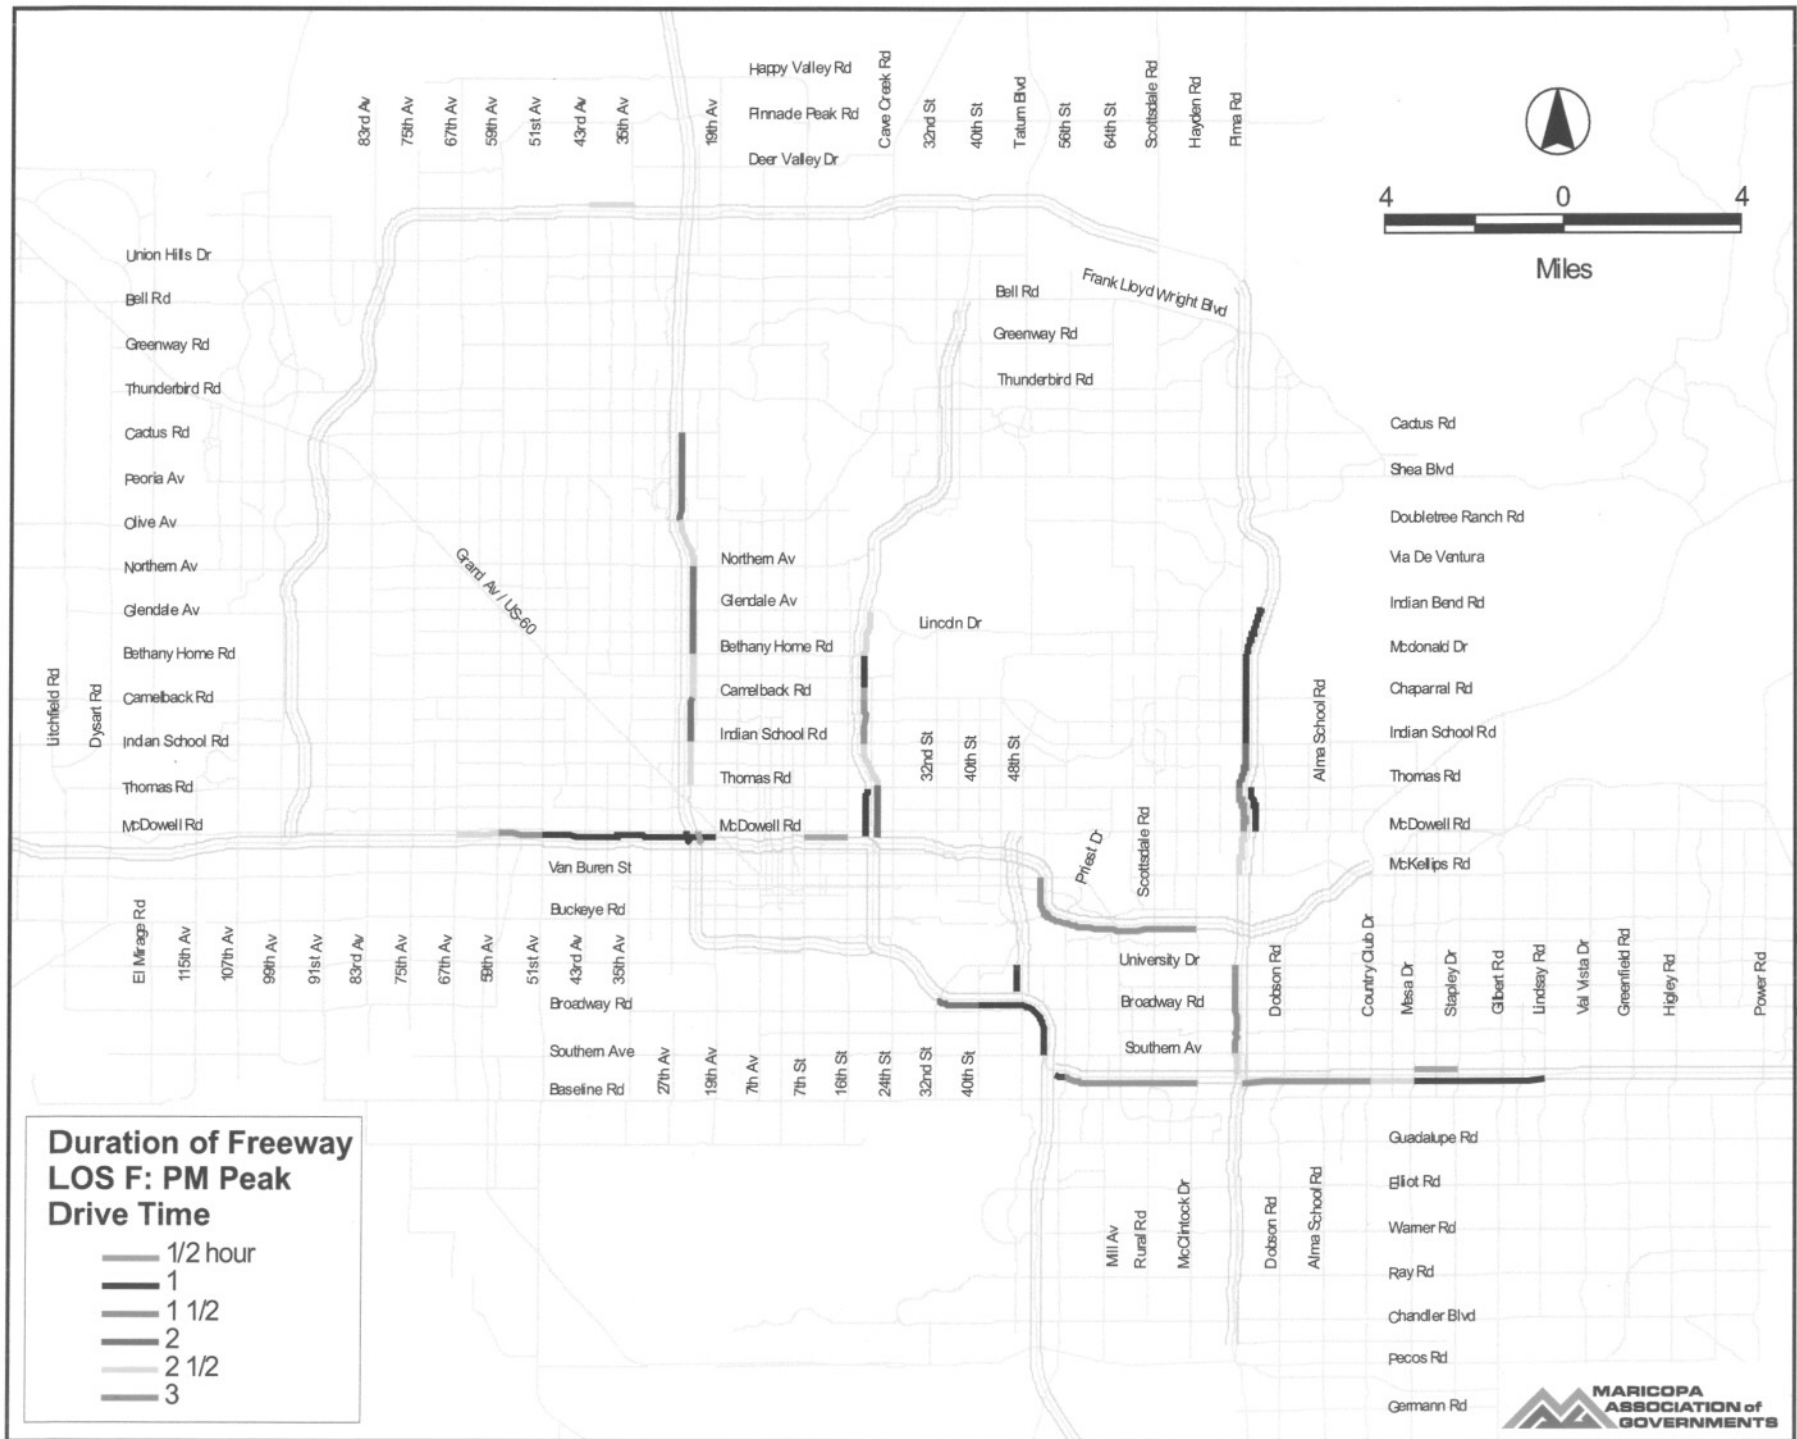 Happy Valley Rd
Pinnade Peak Rd
Deer Valley Dr
83rd Av
75th Av
67th Av
59th Av
51st Av
43rd Av
35th Av
19th Av
Cave Creek Rd
32nd St
40th St
Tatum Blvd
56th St
64th St
Scottsdale Rd
Hayden Rd
Pima Rd
4
0
4
Miles
Union Hills Dr
Bell Rd
Greenway Rd
Thunderbird Rd
Cactus Rd
Peoria Av
Olive Av
Northern Av
Glendale Av
Bethany Home Rd
Camelback Rd
Indian School Rd
Thomas Rd
McDowell Rd
Litchfield Rd
Dysart Rd
Grand Av / US-60
Bell Rd
Greenway Rd
Thunderbird Rd
Frank Lloyd Wright Blvd
Northern Av
Glendale Av
Bethany Home Rd
Camelback Rd
Indian School Rd
Thomas Rd
McDowell Rd
Lincoln Dr
32nd St
40th St
48th St
Cactus Rd
Shea Blvd
Doubletree Ranch Rd
Via De Ventura
Indian Bend Rd
Mcdonald Dr
Chaparral Rd
Indian School Rd
Thomas Rd
McDowell Rd
McKellips Rd
Alma School Rd
Priest Dr
Scottsdale Rd
Van Buren St
Buckeye Rd
Broadway Rd
Southern Ave
Baseline Rd
El Mirage Rd
115th Av
107th Av
99th Av
91st Av
83rd Av
75th Av
67th Av
59th Av
51st Av
43rd Av
35th Av
27th Av
19th Av
7th Av
7th St
16th St
24th St
32nd St
40th St
University Dr
Broadway Rd
Southern Av
Dobson Rd
Country Club Dr
Mesa Dr
Stapley Dr
Gilbert Rd
Lindsay Rd
Val Vista Dr
Greenfield Rd
Higley Rd
Power Rd
Mill Av
Rural Rd
McClintock Dr
Dobson Rd
Alma School Rd
Guadalupe Rd
Elliot Rd
Warner Rd
Ray Rd
Chandler Blvd
Pecos Rd
Germann Rd
Duration of Freeway
LOS F: PM Peak
Drive Time
1/2 hour
1
1 1/2
2
2 1/2
3
MARICOPA
ASSOCIATION of
GOVERNMENTS